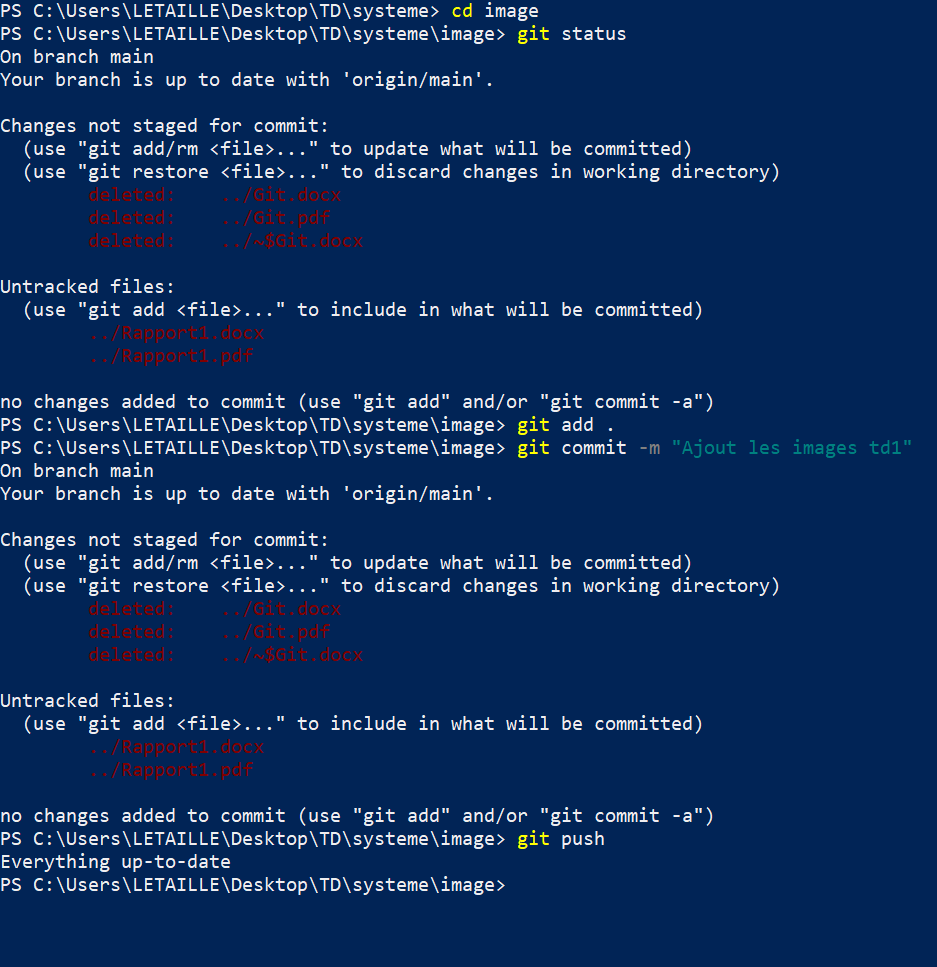 PS C:\Users\LETAILLE\Desktop\TD\systeme> cd image
PS C:\Users\LETAILLE\Desktop\TD\systeme\image> git status
On branch main
Your branch is up to date with 'origin/main'.
Changes not staged for commit:
  (use "git add/rm <file>..." to update what will be committed)
  (use "git restore <file>..." to discard changes in working directory)
        deleted:    ../Git.docx
        deleted:    ../Git.pdf
        deleted:    ../~$Git.docx
Untracked files:
  (use "git add <file>..." to include in what will be committed)
        ../Rapport1.docx
        ../Rapport1.pdf
no changes added to commit (use "git add" and/or "git commit -a")
PS C:\Users\LETAILLE\Desktop\TD\systeme\image> git add .
PS C:\Users\LETAILLE\Desktop\TD\systeme\image> git commit -m "Ajout les images td1"
On branch main
Your branch is up to date with 'origin/main'.
Changes not staged for commit:
  (use "git add/rm <file>..." to update what will be committed)
  (use "git restore <file>..." to discard changes in working directory)
        deleted:    ../Git.docx
        deleted:    ../Git.pdf
        deleted:    ../~$Git.docx
Untracked files:
  (use "git add <file>..." to include in what will be committed)
        ../Rapport1.docx
        ../Rapport1.pdf
no changes added to commit (use "git add" and/or "git commit -a")
PS C:\Users\LETAILLE\Desktop\TD\systeme\image> git push
Everything up-to-date
PS C:\Users\LETAILLE\Desktop\TD\systeme\image>